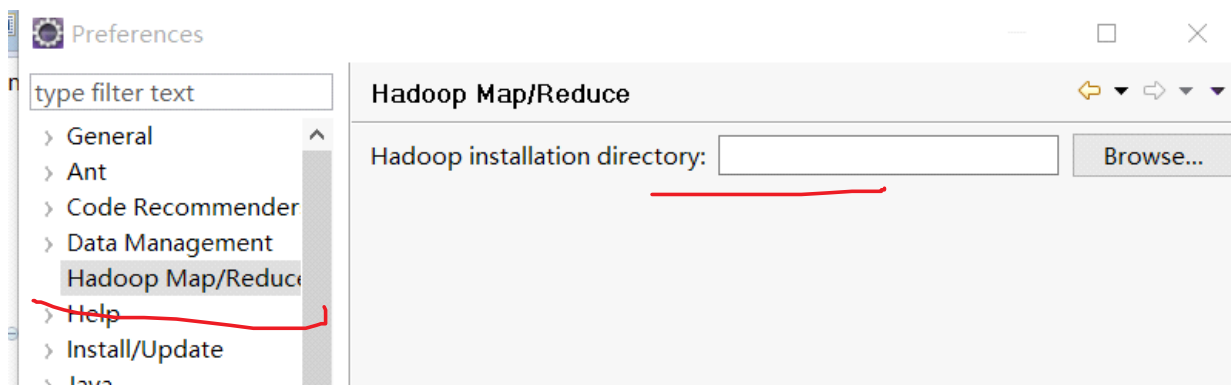 Preferences
type filter text
General
Ant
Code Recommender
Data Management
Hadoop Map/Reduce
Help
Install/Update
Java
Hadoop Map/Reduce
Hadoop installation directory:
Browse...